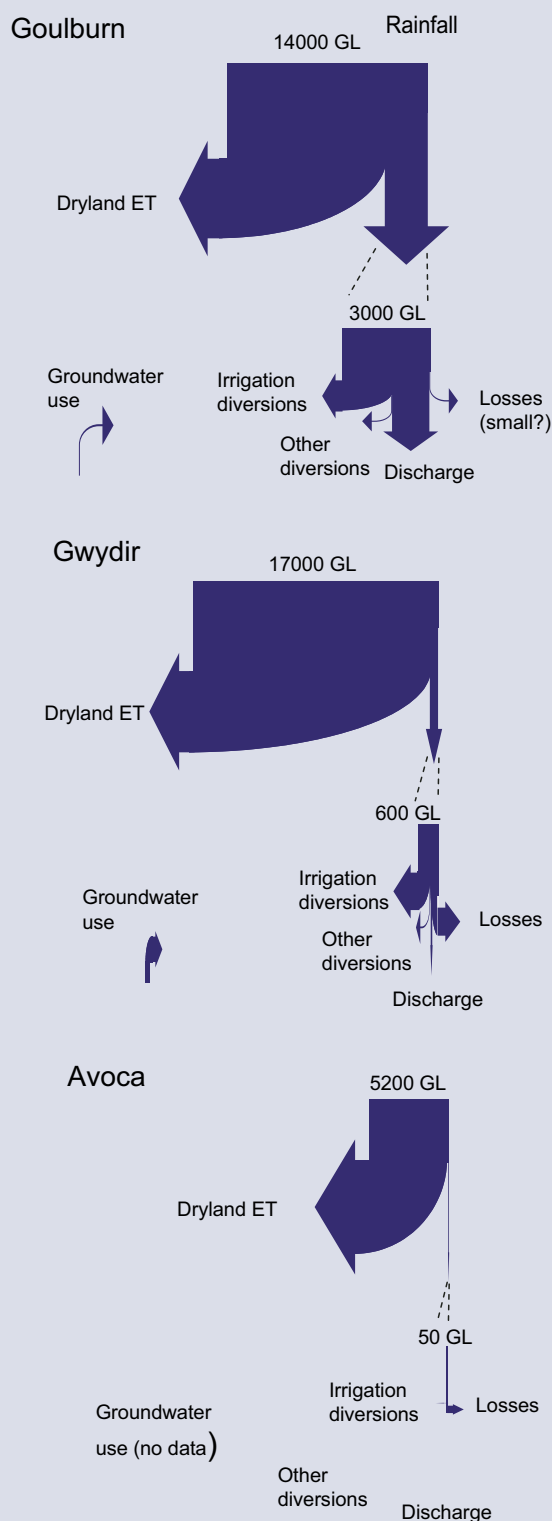 Goulburn
Rainfall
14000 GL
Dryland ET
3000 GL
Groundwater
use
Irrigation
diversions
Losses
(small?)
Other
diversions
Discharge
Gwydir
17000 GL
Dryland ET
600 GL
Irrigation
diversions
Groundwater
use
Losses
Other
diversions
Discharge
Avoca
5200 GL
Dryland ET
50 GL
Irrigation
diversions
Losses
Groundwater
use (no data)
Other
diversions
Discharge